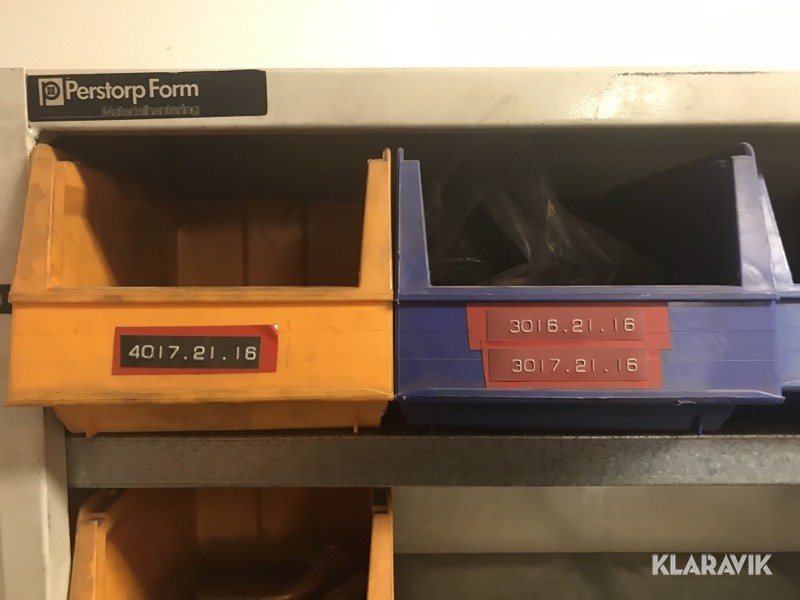 Perstorp Form
Materialhantering
4017.21.16
3016.21.16
3017.21.16
KLARAVIK